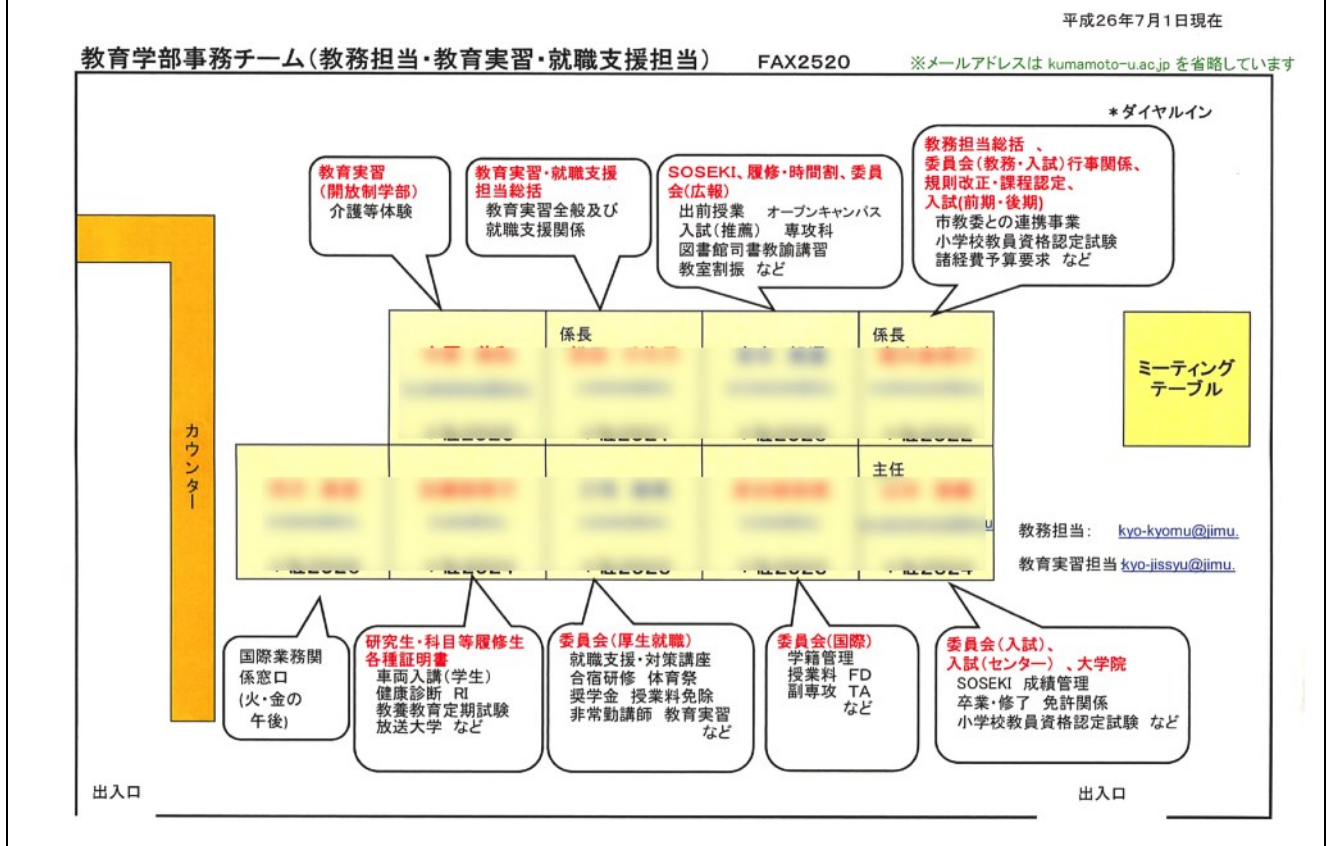 平成26年7月1日現在
教育学部事務チーム(教務担当・教育実習・就職支援担当) FAX2520 ※メールアドレスは kumamoto-u.ac.jp を省略しています
*ダイヤルイン
教育実習
(開放制学部)
介護等体験
教育実習・就職支援
担当総括
教育実習全般及び
就職支援関係
SOSEKI、履修・時間割、委員
会(広報)
出前授業 オープンキャンパス
入試(推薦) 専攻科
図書館司書教諭講習
教室割振 など
教務担当総括 、
委員会(教務・入試)行事関係、
規則改正・課程認定、
入試(前期・後期)
市教委との連携事業
小学校教員資格認定試験
諸経費予算要求 など
係長
係長
ミーティング
テーブル
カウンター
主任
教務担当: kyo-kyomu@jimu.
教育実習担当:kyo-jissyu@jimu.
国際業務関
係窓口
(火・金の
午後)
研究生・科目等履修生
各種証明書
車両入講(学生)
健康診断 RI
教養教育定期試験
放送大学 など
委員会(厚生就職)
就職支援・対策講座
合宿研修 体育祭
奨学金 授業料免除
非常勤講師 教育実習
など
委員会(国際)
学籍管理
授業料 FD
副専攻 TA
など
委員会(入試)、
入試(センター) 、大学院
SOSEKI 成績管理
卒業・修了 免許関係
小学校教員資格認定試験 など
出入口
出入口